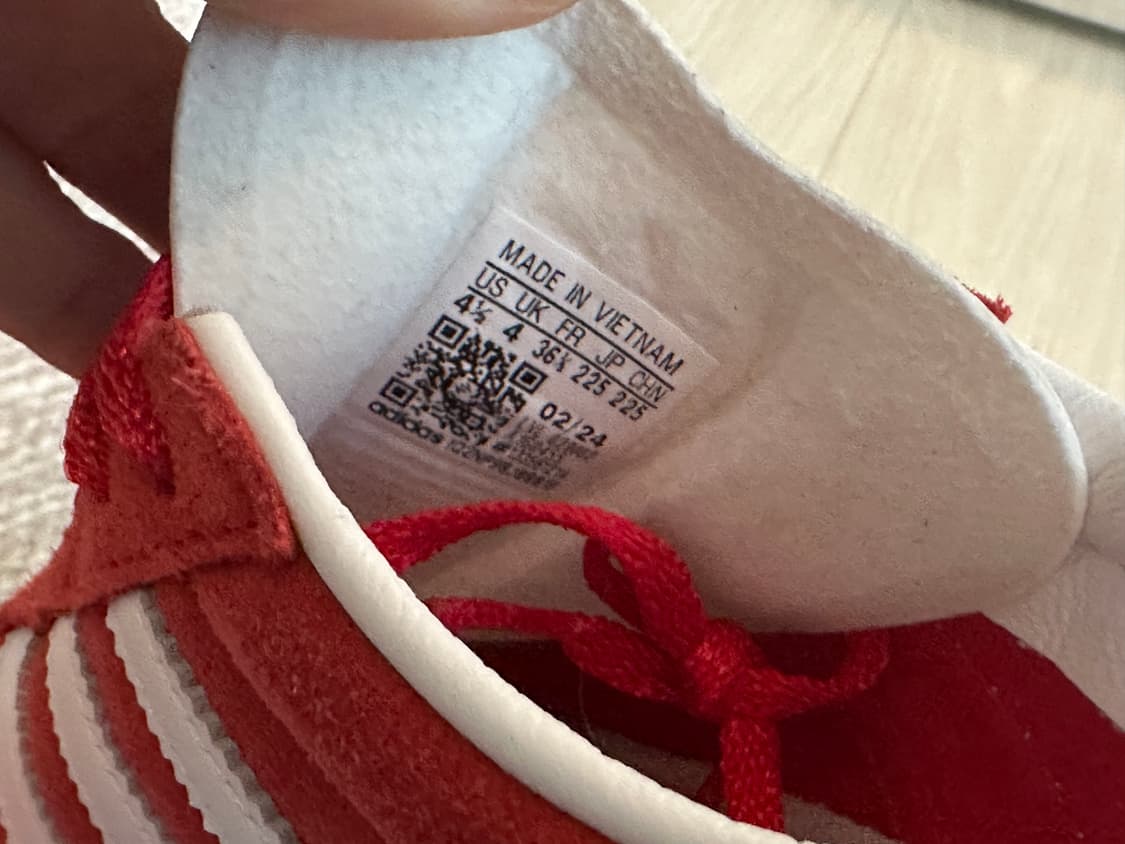 MADE IN VIETNAM
US UK FR JP CHN
4½ 4 36⅔ 225 225
02/24
adidas